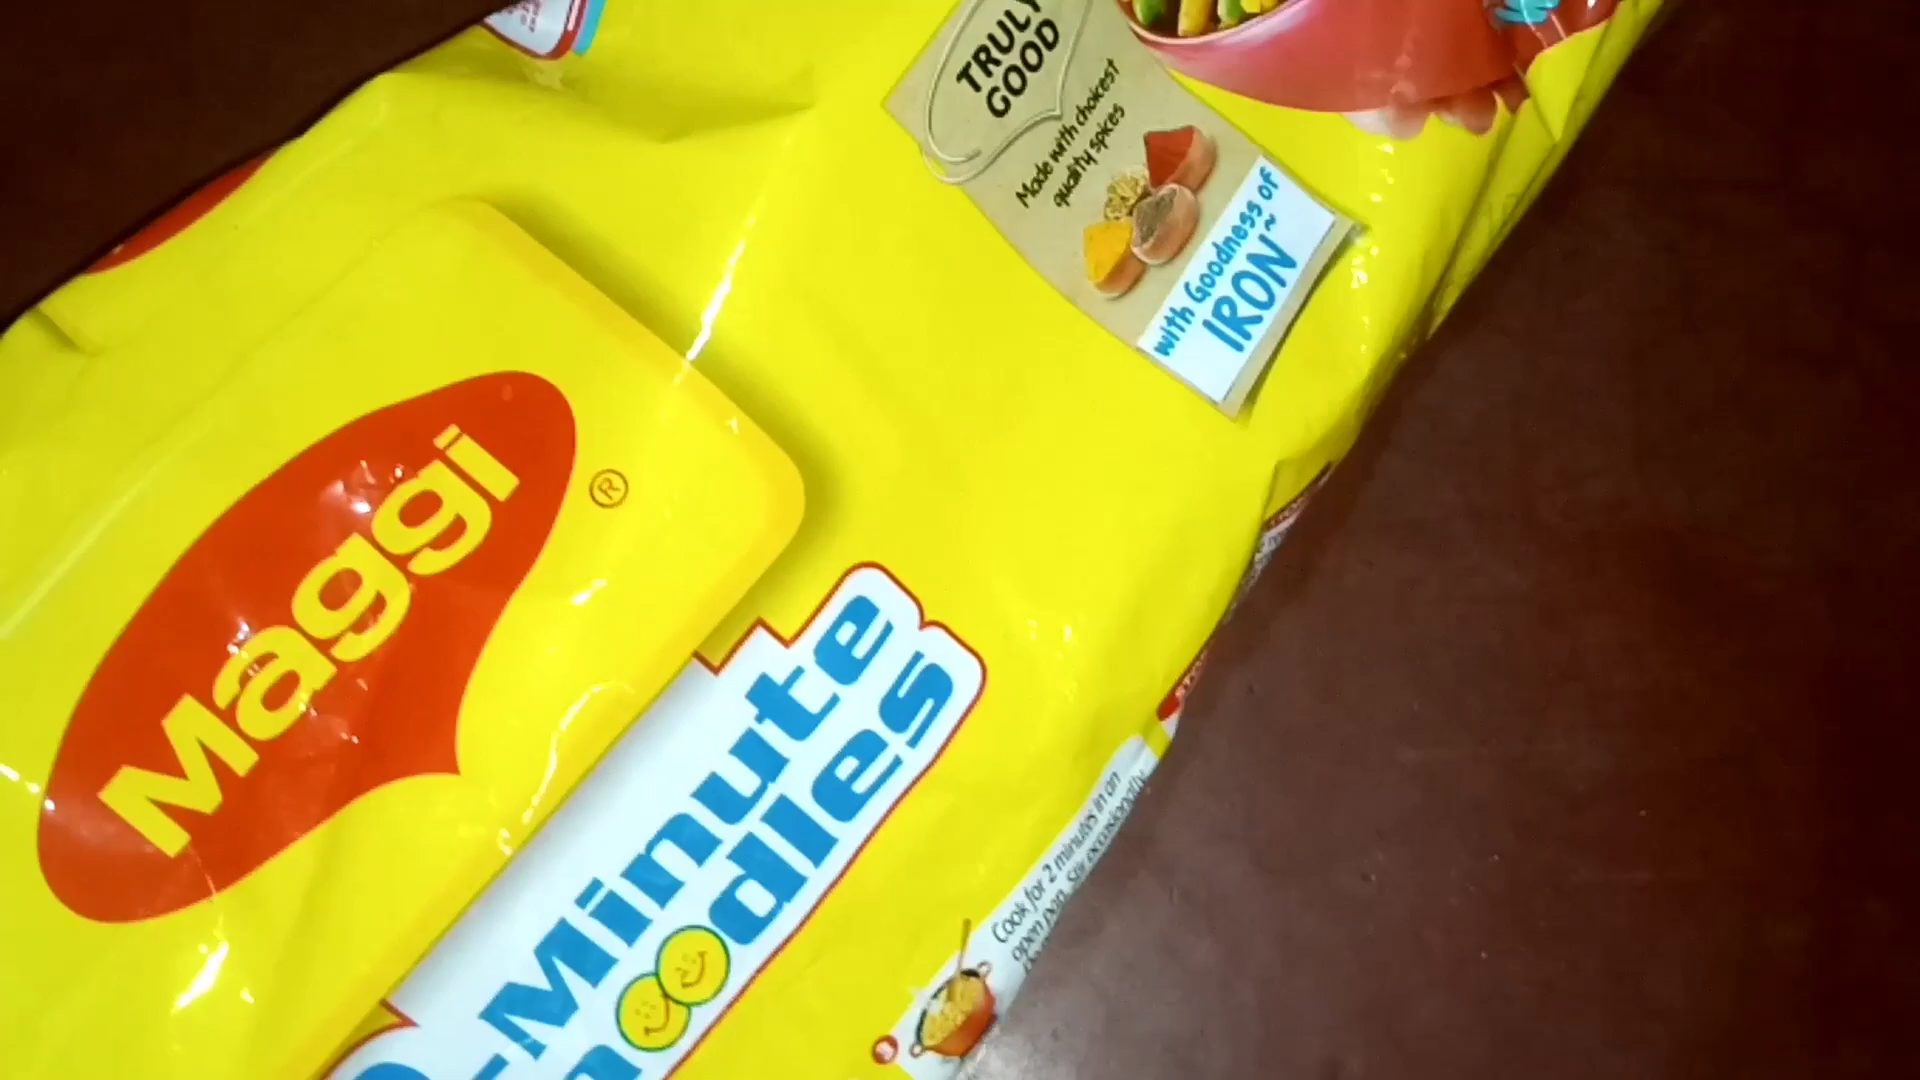 TRULY
GOOD
Made with choicest
quality spices
with Goodness of
IRON~
Maggi
®
-Minute
noodles
Cook for 2 minutes in an
open pan. Stir occasionally.